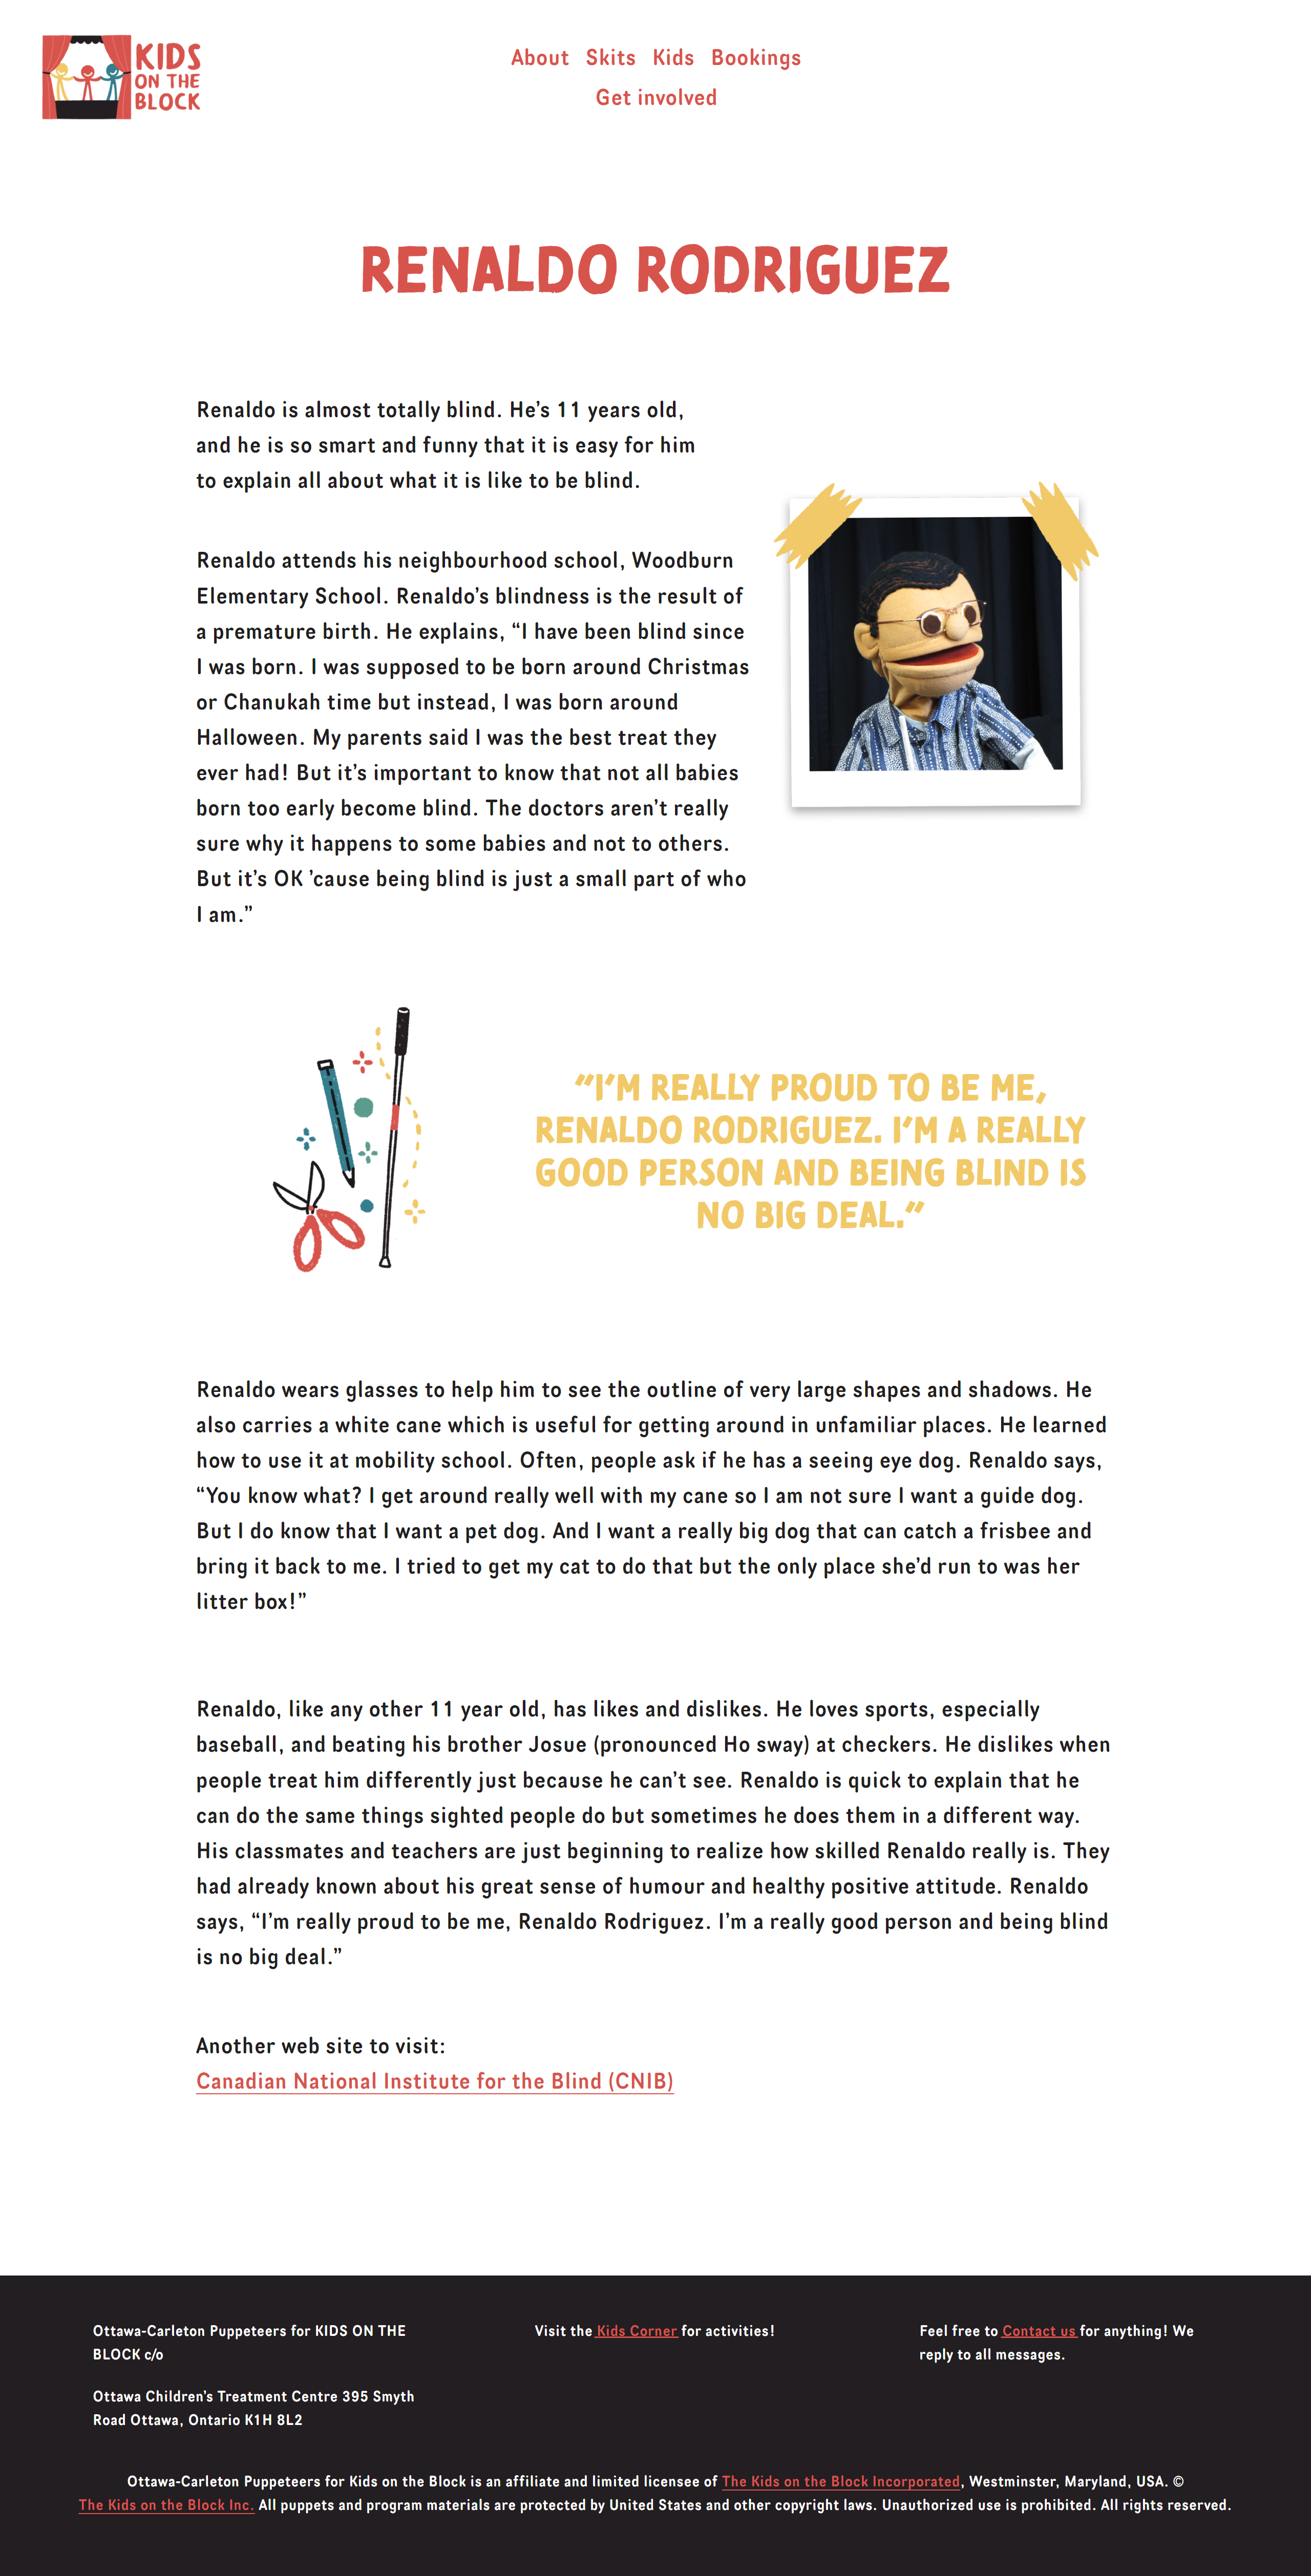 KIDS
ON THE
BLOCK
About Skits Kids Bookings
Get involved
RENALDO RODRIGUEZ
Renaldo is almost totally blind. He’s 11 years old,
and he is so smart and funny that it is easy for him
to explain all about what it is like to be blind.
Renaldo attends his neighbourhood school, Woodburn
Elementary School. Renaldo’s blindness is the result of
a premature birth. He explains, “I have been blind since
I was born. I was supposed to be born around Christmas
or Chanukah time but instead, I was born around
Halloween. My parents said I was the best treat they
ever had! But it’s important to know that not all babies
born too early become blind. The doctors aren’t really
sure why it happens to some babies and not to others.
But it’s OK ’cause being blind is just a small part of who
I am.”
“I’M REALLY PROUD TO BE ME,
RENALDO RODRIGUEZ. I’M A REALLY
GOOD PERSON AND BEING BLIND IS
NO BIG DEAL.”
Renaldo wears glasses to help him to see the outline of very large shapes and shadows. He
also carries a white cane which is useful for getting around in unfamiliar places. He learned
how to use it at mobility school. Often, people ask if he has a seeing eye dog. Renaldo says,
“You know what? I get around really well with my cane so I am not sure I want a guide dog.
But I do know that I want a pet dog. And I want a really big dog that can catch a frisbee and
bring it back to me. I tried to get my cat to do that but the only place she’d run to was her
litter box!”
Renaldo, like any other 11 year old, has likes and dislikes. He loves sports, especially
baseball, and beating his brother Josue (pronounced Ho sway) at checkers. He dislikes when
people treat him differently just because he can’t see. Renaldo is quick to explain that he
can do the same things sighted people do but sometimes he does them in a different way.
His classmates and teachers are just beginning to realize how skilled Renaldo really is. They
had already known about his great sense of humour and healthy positive attitude. Renaldo
says, “I’m really proud to be me, Renaldo Rodriguez. I’m a really good person and being blind
is no big deal.”
Another web site to visit:
Canadian National Institute for the Blind (CNIB)
Ottawa-Carleton Puppeteers for KIDS ON THE
BLOCK c/o
Ottawa Children’s Treatment Centre 395 Smyth
Road Ottawa, Ontario K1H 8L2
Visit the Kids Corner for activities!
Feel free to Contact us for anything! We
reply to all messages.
Ottawa-Carleton Puppeteers for Kids on the Block is an affiliate and limited licensee of The Kids on the Block Incorporated, Westminster, Maryland, USA. ©
The Kids on the Block Inc. All puppets and program materials are protected by United States and other copyright laws. Unauthorized use is prohibited. All rights reserved.